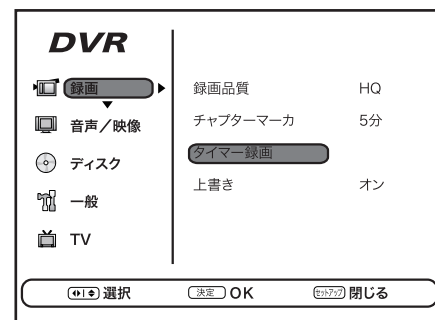 DVR
録画
音声／映像
ディスク
一般
TV
録画品質 HQ
チャプターマーカ 5分
タイマー録画
上書き オン
選択 決定 OK セットアップ 閉じる